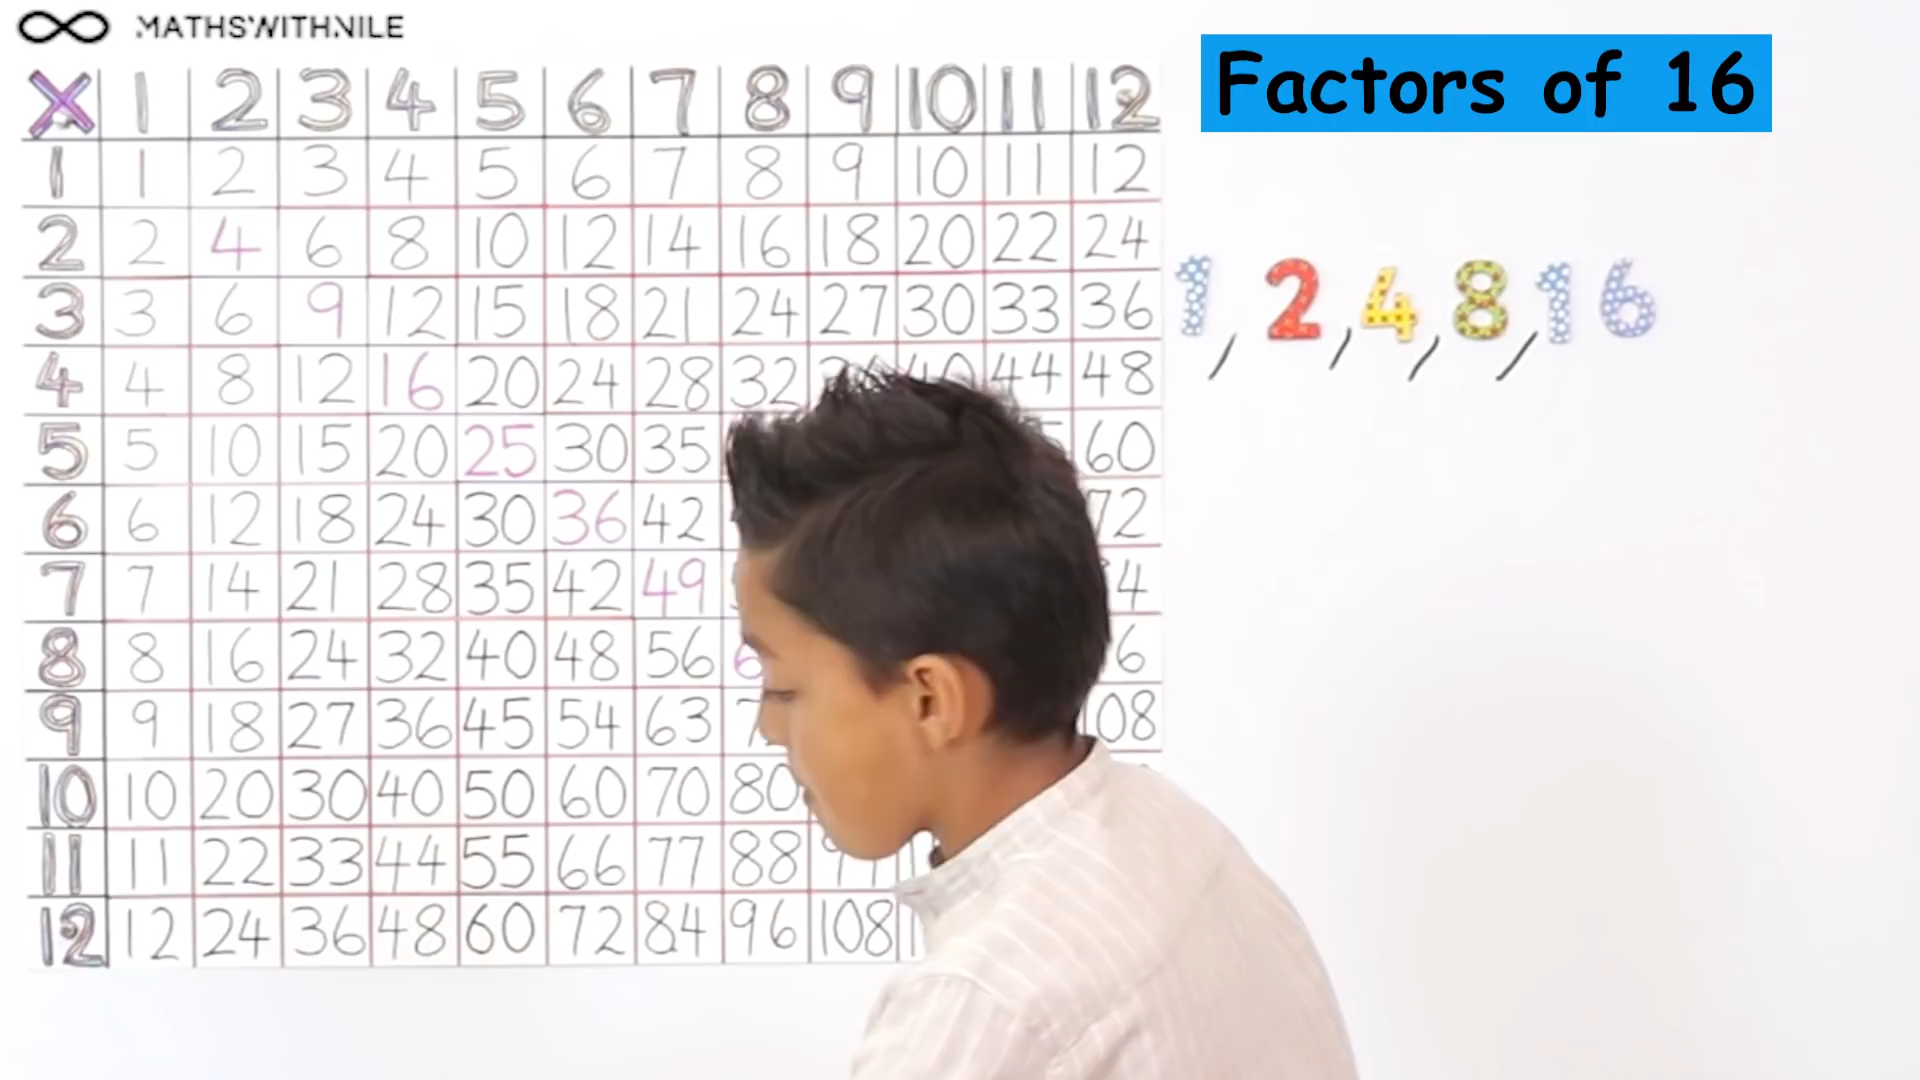 MATHSWITHNILE
Factors of 16
X 1 2 3 4 5 6 7 8 9 10 11 12
1 1 2 3 4 5 6 7 8 9 10 11 12
2 2 4 6 8 10 12 14 16 18 20 22 24
3 3 6 9 12 15 18 21 24 27 30 33 36
1, 2, 4, 8, 16
4 4 8 12 16 20 24 28 32 44 48
5 5 10 15 20 25 30 35 60
6 6 12 18 24 30 36 42 72
7 7 14 21 28 35 42 49
8 8 16 24 32 40 48 56
9 9 18 27 36 45 54 63
10 10 20 30 40 50 60 70 80
11 11 22 33 44 55 66 77 88
12 12 24 36 48 60 72 84 96 108